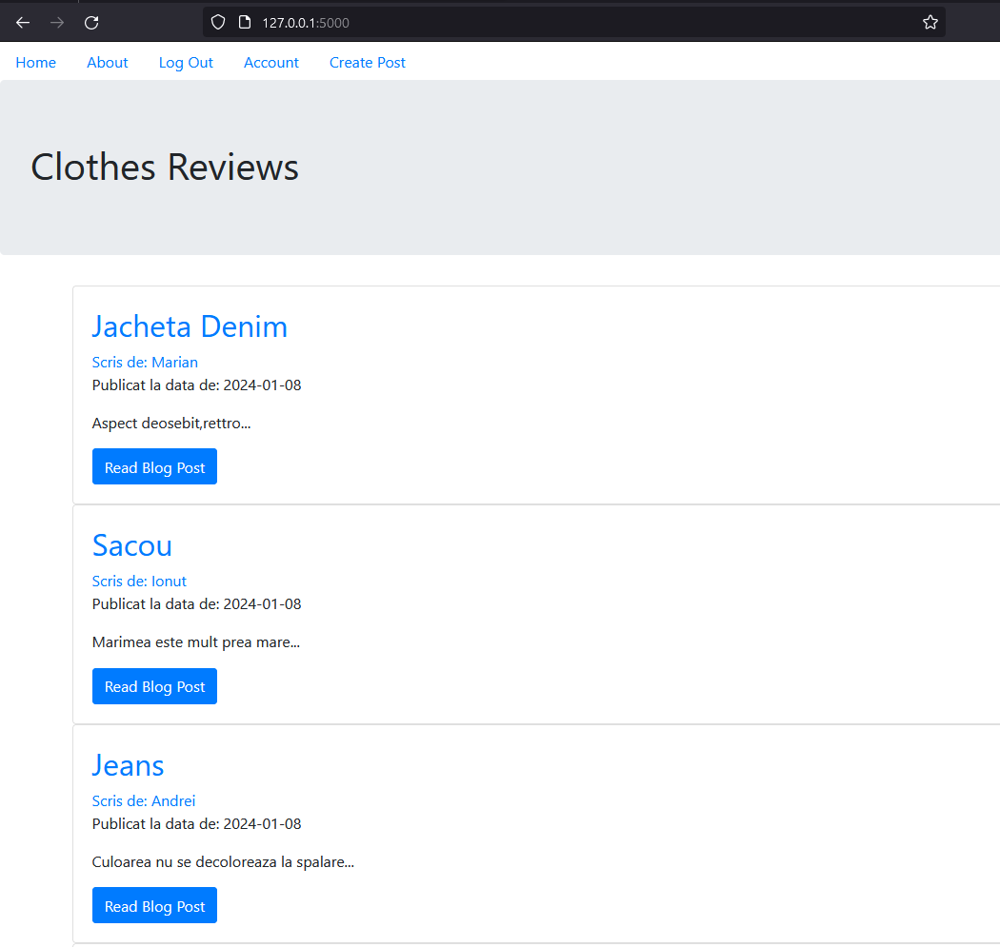 127.0.0.1:5000
Home About Log Out Account Create Post
Clothes Reviews
Jacheta Denim
Scris de: Marian
Publicat la data de: 2024-01-08
Aspect deosebit,rettro...
Read Blog Post
Sacou
Scris de: Ionut
Publicat la data de: 2024-01-08
Marimea este mult prea mare...
Read Blog Post
Jeans
Scris de: Andrei
Publicat la data de: 2024-01-08
Culoarea nu se decoloreaza la spalare...
Read Blog Post